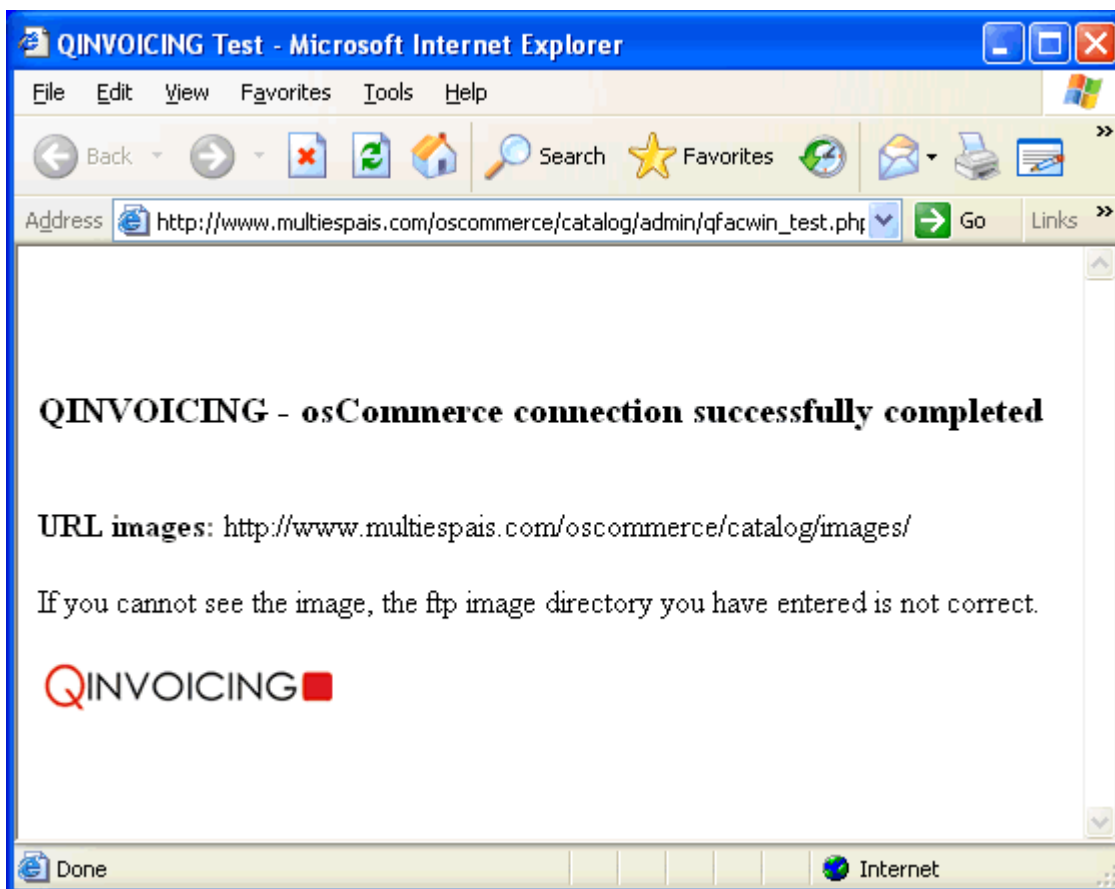 QINVOICING Test - Microsoft Internet Explorer
File Edit View Favorites Tools Help
Back Search Favorites »
Address http://www.multiespais.com/oscommerce/catalog/admin/qfacwin_test.php Go Links »
QINVOICING - osCommerce connection successfully completed
URL images: http://www.multiespais.com/oscommerce/catalog/images/
If you cannot see the image, the ftp image directory you have entered is not correct.
QINVOICING
Done Internet